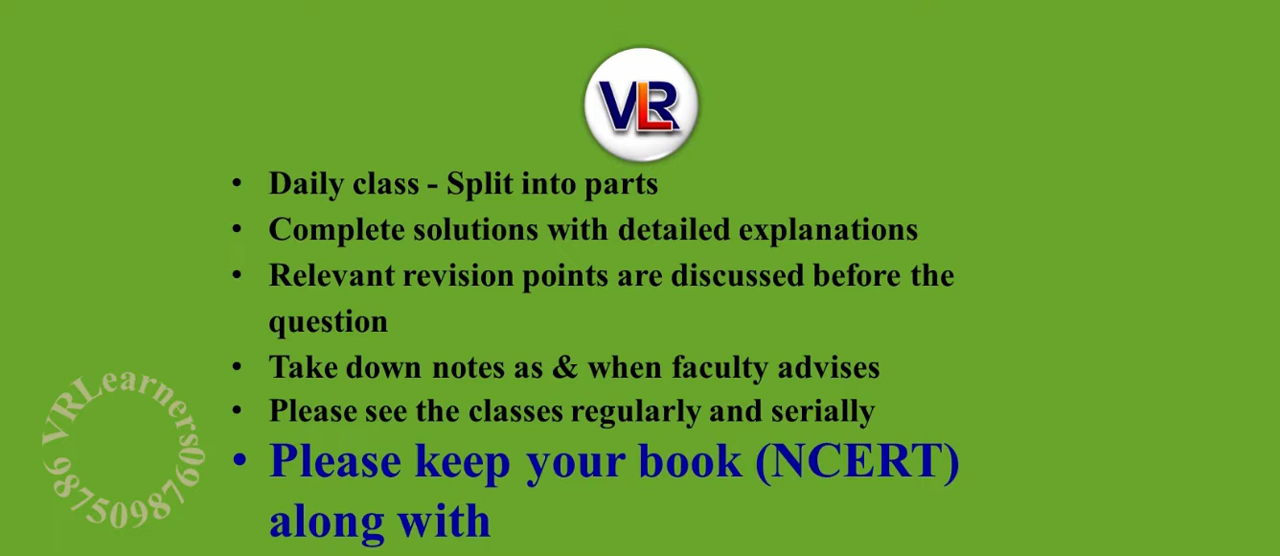 VLR
• Daily class - Split into parts
• Complete solutions with detailed explanations
• Relevant revision points are discussed before the
question
• Take down notes as & when faculty advises
• Please see the classes regularly and serially
• Please keep your book (NCERT)
along with
VRLearners09876 987509876